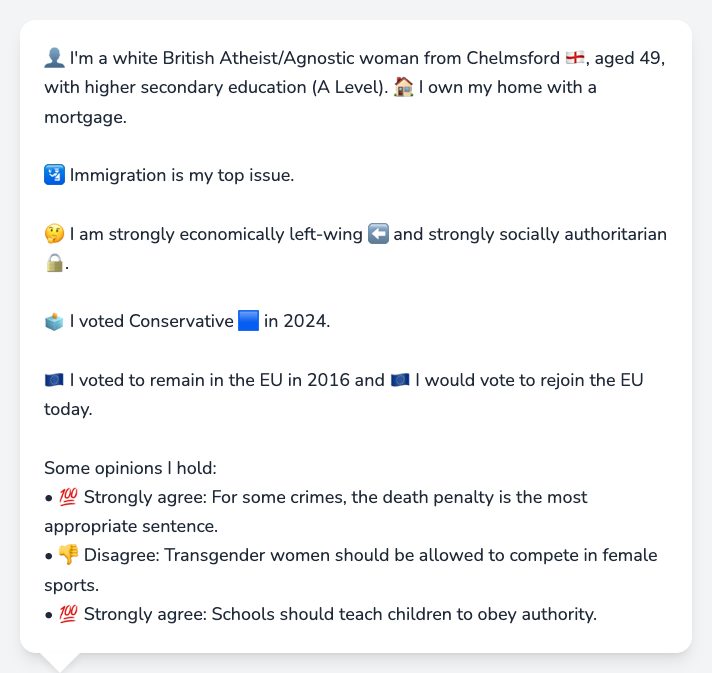 👤 I'm a white British Atheist/Agnostic woman from Chelmsford 🏴󠁧󠁢󠁥󠁮󠁧󠁿, aged 49,
with higher secondary education (A Level). 🏠 I own my home with a
mortgage.
🛂 Immigration is my top issue.
🤔 I am strongly economically left-wing ⬅️ and strongly socially authoritarian
🔒.
🗳️ I voted Conservative 🟦 in 2024.
🇪🇺 I voted to remain in the EU in 2016 and 🇪🇺 I would vote to rejoin the EU
today.
Some opinions I hold:
• 💯 Strongly agree: For some crimes, the death penalty is the most
appropriate sentence.
• 👎 Disagree: Transgender women should be allowed to compete in female
sports.
• 💯 Strongly agree: Schools should teach children to obey authority.